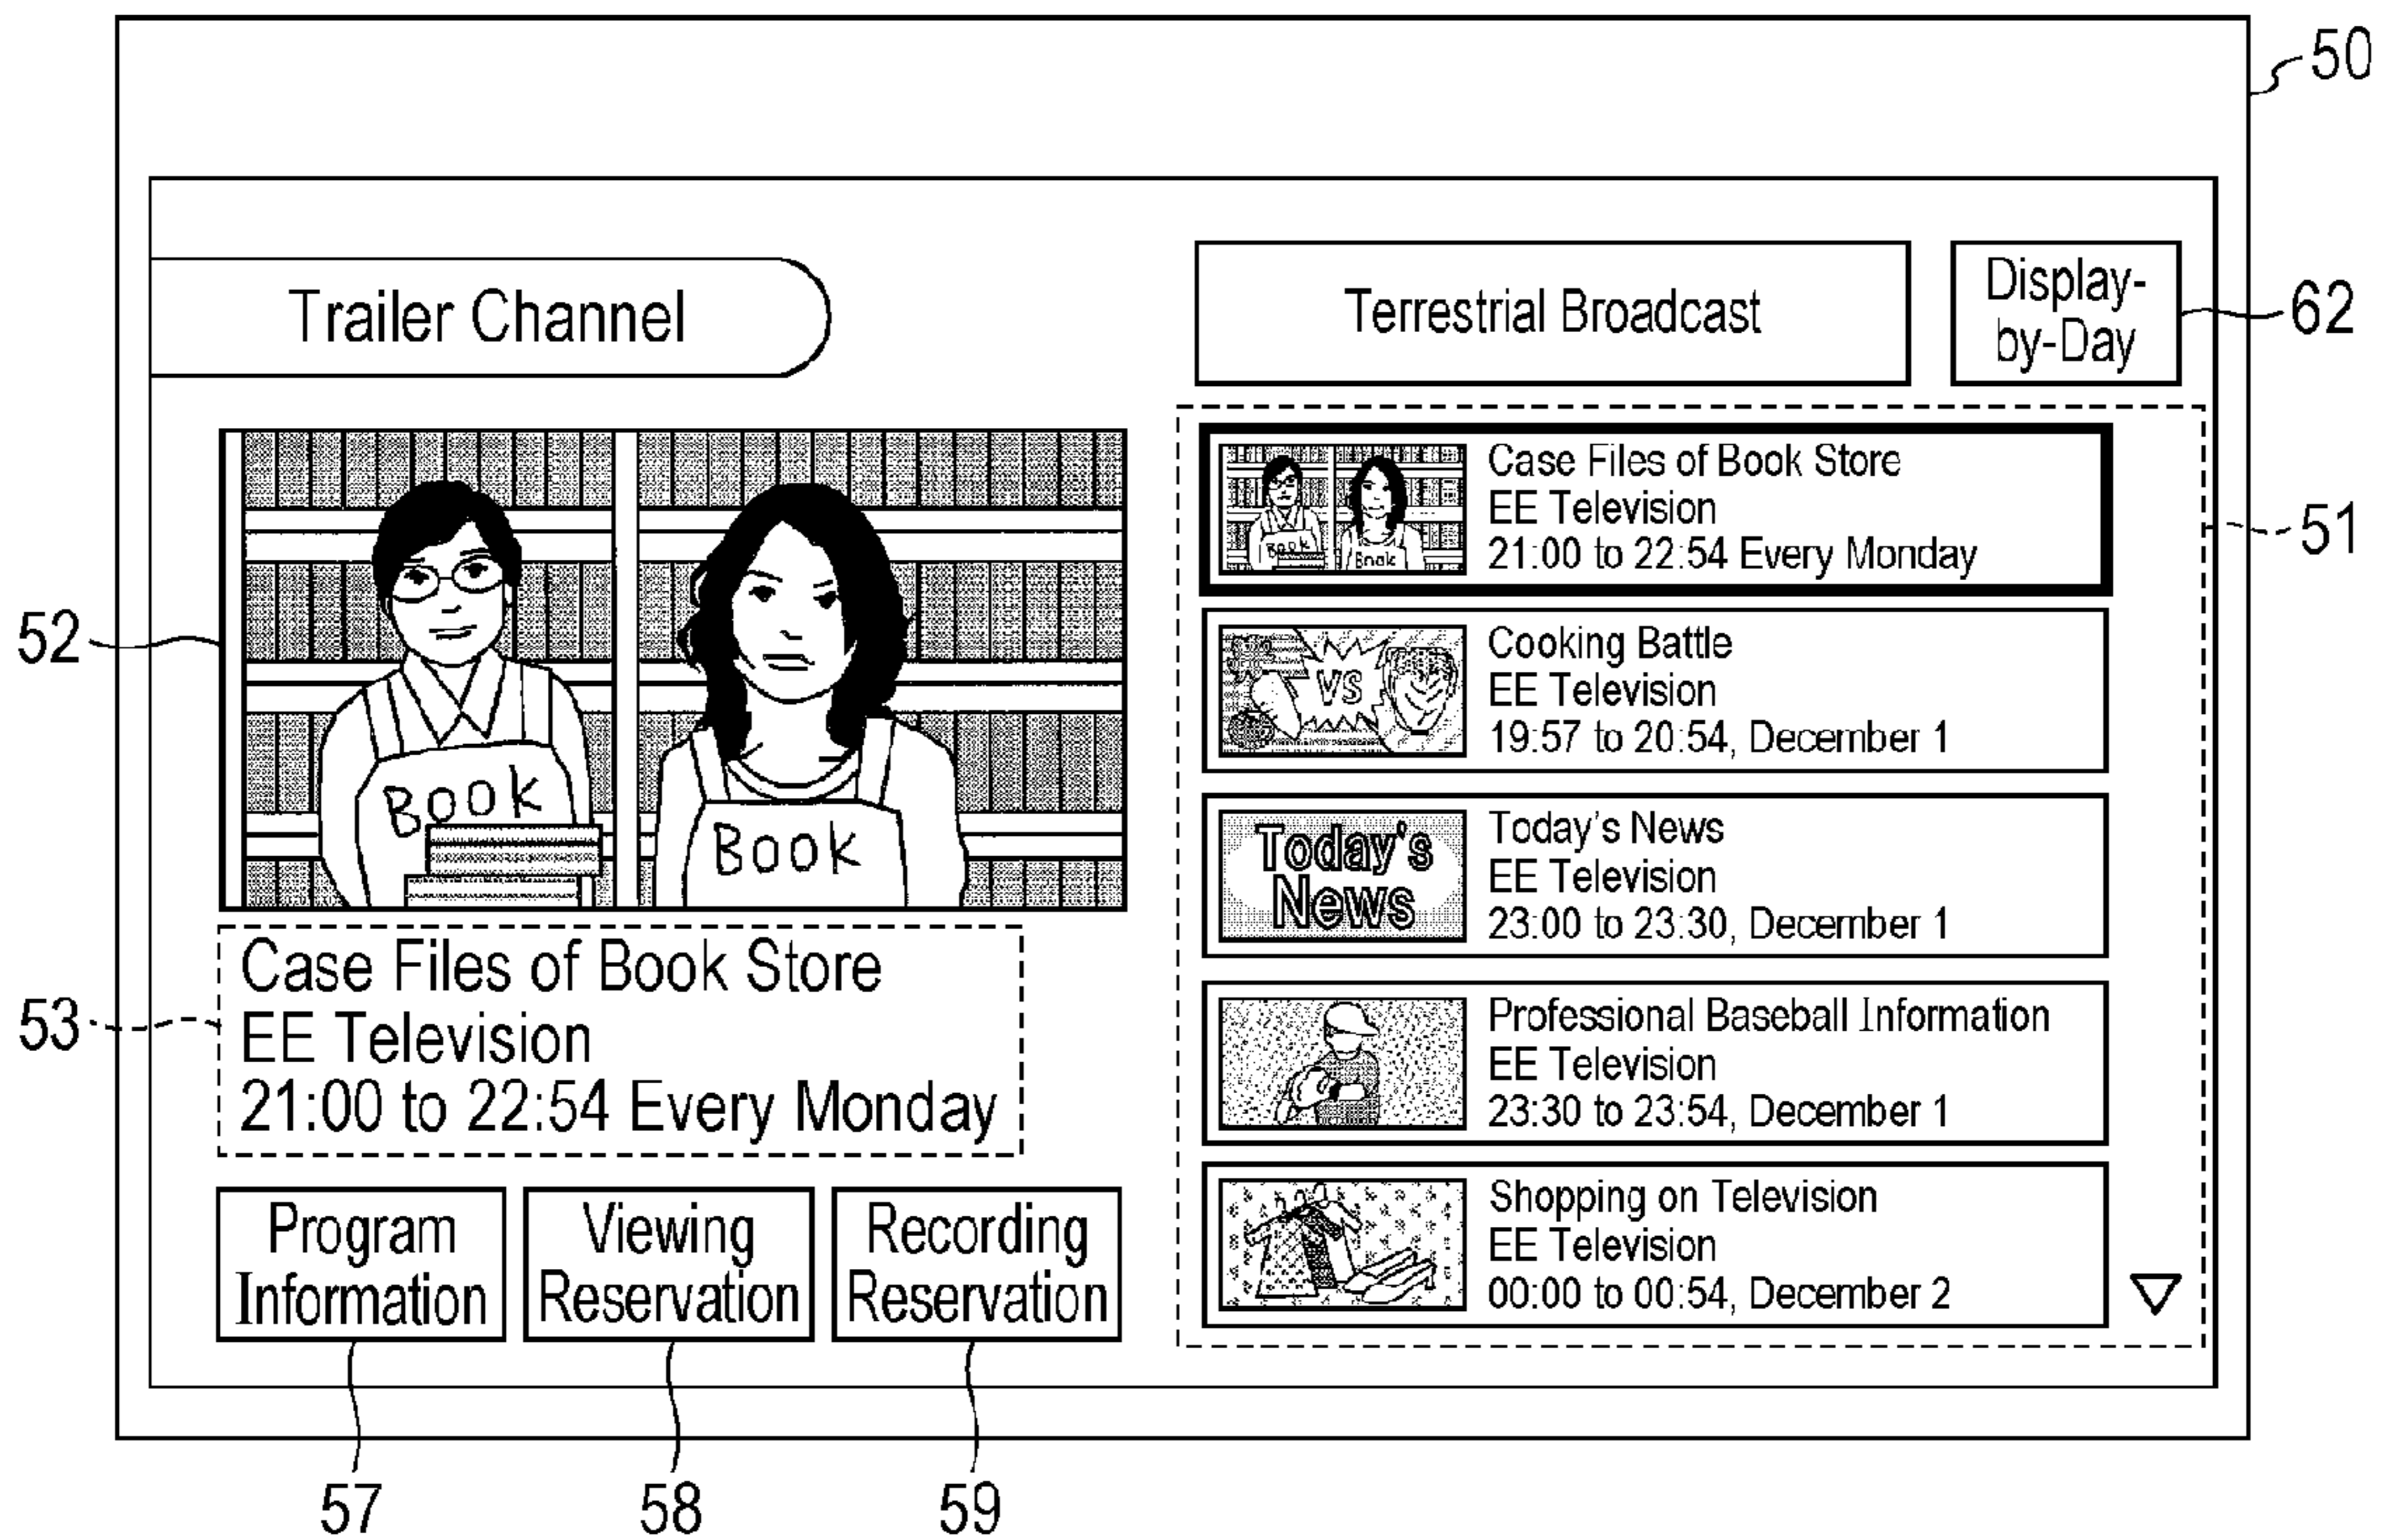 50
Trailer Channel
Terrestrial Broadcast
Display-
by-Day
62
52
Book
Book
53
Case Files of Book Store
EE Television
21:00 to 22:54 Every Monday
Program
Information
Viewing
Reservation
Recording
Reservation
57
58
59
51
Book
Book
Case Files of Book Store
EE Television
21:00 to 22:54 Every Monday
VS
Cooking Battle
EE Television
19:57 to 20:54, December 1
Today's
News
Today's News
EE Television
23:00 to 23:30, December 1
Professional Baseball Information
EE Television
23:30 to 23:54, December 1
Shopping on Television
EE Television
00:00 to 00:54, December 2